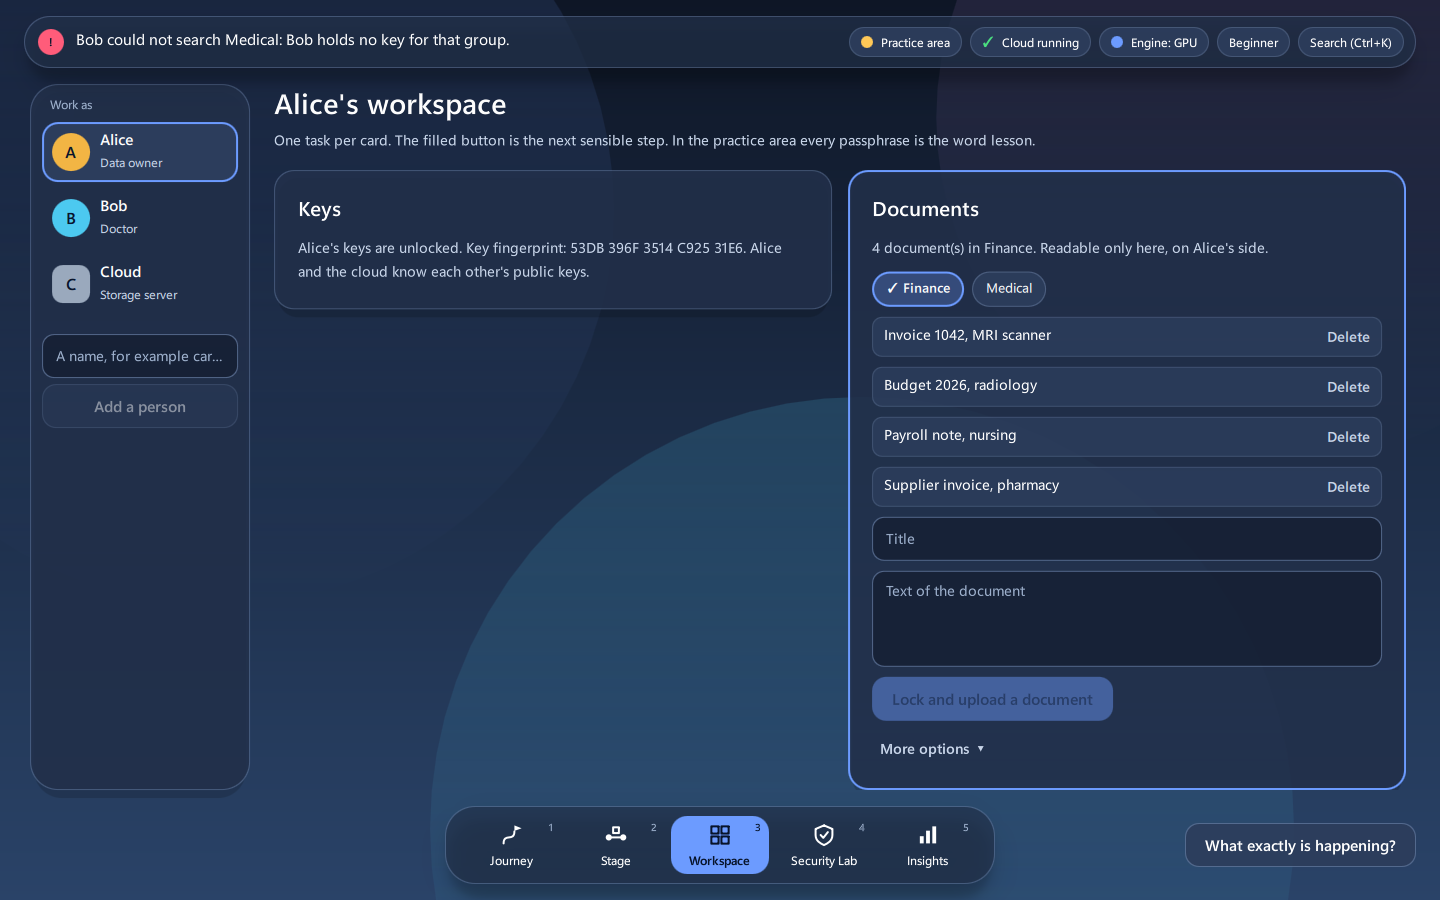 ! Bob could not search Medical: Bob holds no key for that group.
Practice area
✓ Cloud running
Engine: GPU
Beginner
Search (Ctrl+K)
Work as
A Alice
Data owner
B Bob
Doctor
C Cloud
Storage server
A name, for example car...
Add a person
Alice's workspace
One task per card. The filled button is the next sensible step. In the practice area every passphrase is the word lesson.
Keys
Alice's keys are unlocked. Key fingerprint: 53DB 396F 3514 C925 31E6. Alice
and the cloud know each other's public keys.
Documents
4 document(s) in Finance. Readable only here, on Alice's side.
✓ Finance
Medical
Invoice 1042, MRI scanner Delete
Budget 2026, radiology Delete
Payroll note, nursing Delete
Supplier invoice, pharmacy Delete
Title
Text of the document
Lock and upload a document
More options ▼
Journey 1
Stage 2
Workspace 3
Security Lab 4
Insights 5
What exactly is happening?